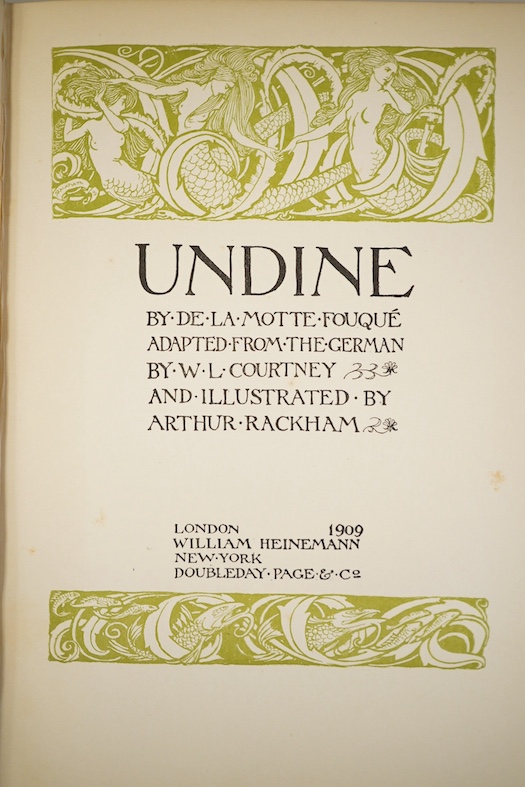 UNDINE
BY·DE·LA·MOTTE·FOUQUÉ
ADAPTED·FROM·THE·GERMAN
BY·W·L·COURTNEY
AND·ILLUSTRATED·BY
ARTHUR·RACKHAM
LONDON 1909
WILLIAM HEINEMANN
NEW·YORK
DOUBLEDAY·PAGE·&·Co